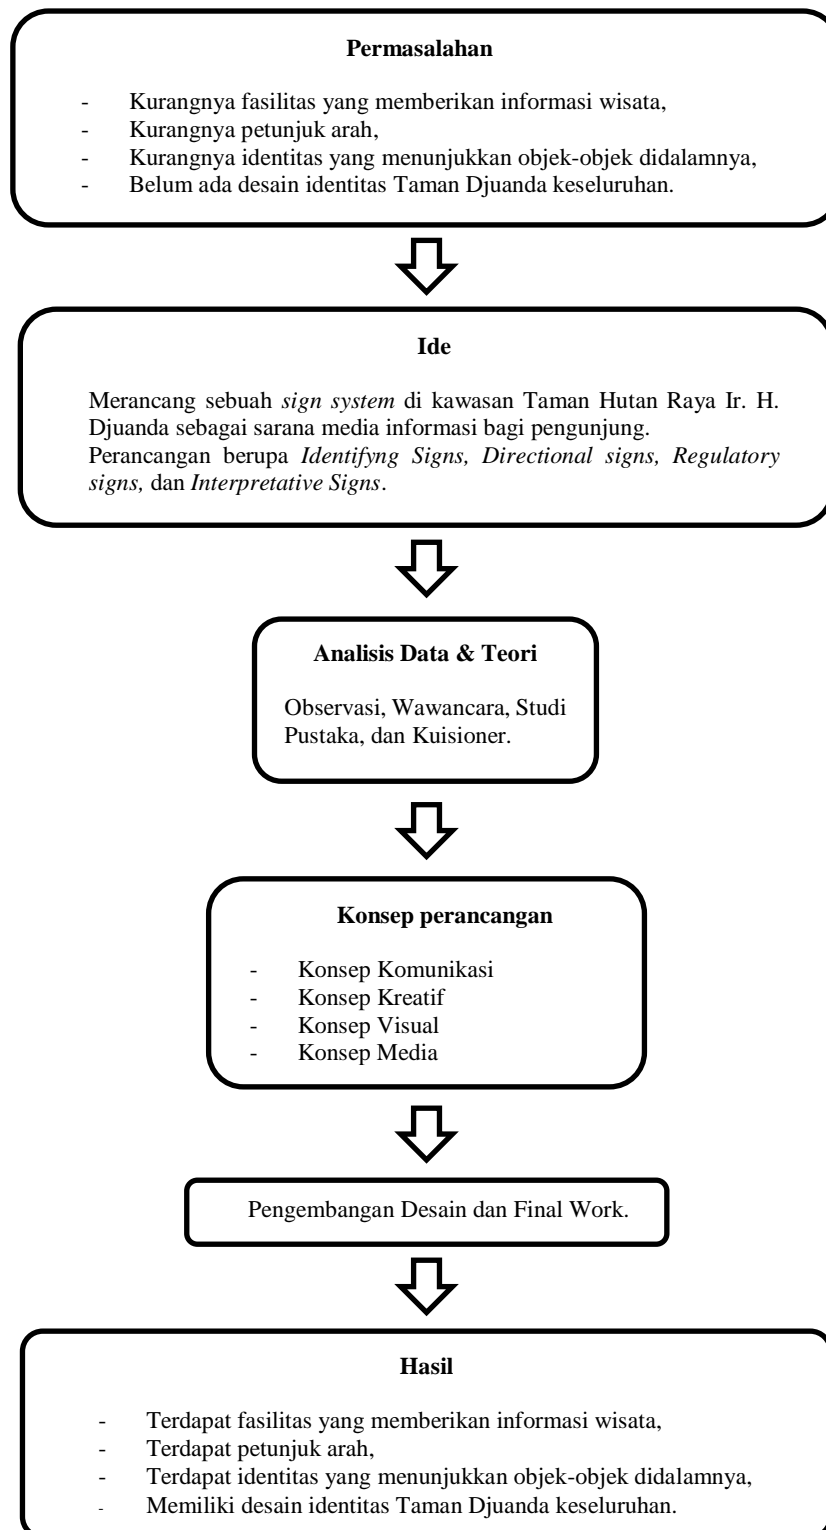 Permasalahan
- Kurangnya fasilitas yang memberikan informasi wisata,
- Kurangnya petunjuk arah,
- Kurangnya identitas yang menunjukkan objek-objek didalamnya,
- Belum ada desain identitas Taman Djuanda keseluruhan.
Ide
Merancang sebuah sign system di kawasan Taman Hutan Raya Ir. H.
Djuanda sebagai sarana media informasi bagi pengunjung.
Perancangan berupa Identifyng Signs, Directional signs, Regulatory
signs, dan Interpretative Signs.
Analisis Data & Teori
Observasi, Wawancara, Studi
Pustaka, dan Kuisioner.
Konsep perancangan
- Konsep Komunikasi
- Konsep Kreatif
- Konsep Visual
- Konsep Media
Pengembangan Desain dan Final Work.
Hasil
- Terdapat fasilitas yang memberikan informasi wisata,
- Terdapat petunjuk arah,
- Terdapat identitas yang menunjukkan objek-objek didalamnya,
- Memiliki desain identitas Taman Djuanda keseluruhan.